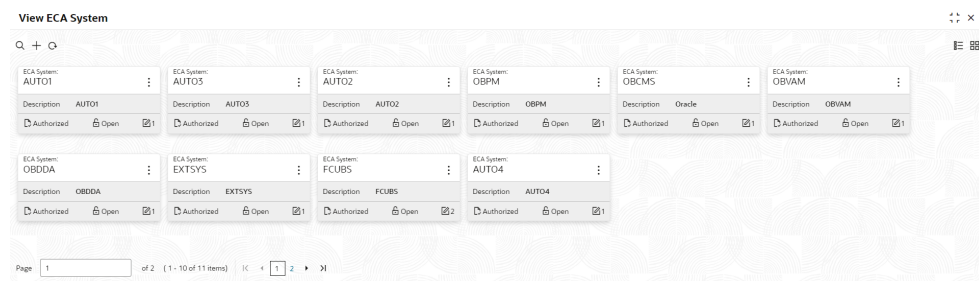 View ECA System
ECA System: ECA System: ECA System: ECA System: ECA System: ECA System:
AUTO1 AUTO3 AUTO2 OBPM OBCMS OBVAM
Description AUTO1 Description AUTO3 Description AUTO2 Description OBPM Description Oracle Description OBVAM
Authorized Open 1 Authorized Open 1 Authorized Open 1 Authorized Open 1 Authorized Open 1 Authorized Open 1
ECA System: ECA System: ECA System: ECA System:
OBDDA EXTSYS FCUBS AUTO4
Description OBDDA Description EXTSYS Description FCUBS Description AUTO4
Authorized Open 1 Authorized Open 1 Authorized Open 2 Authorized Open 1
Page 1 of 2 ( 1 - 10 of 11 items) 1 2